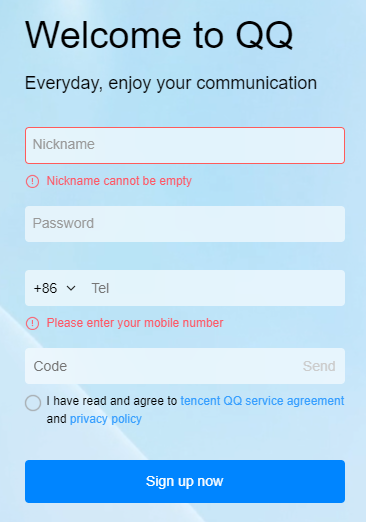 Welcome to QQ
Everyday, enjoy your communication
Nickname
Nickname cannot be empty
Password
+86 Tel
Please enter your mobile number
Code Send
I have read and agree to tencent QQ service agreement
and privacy policy
Sign up now